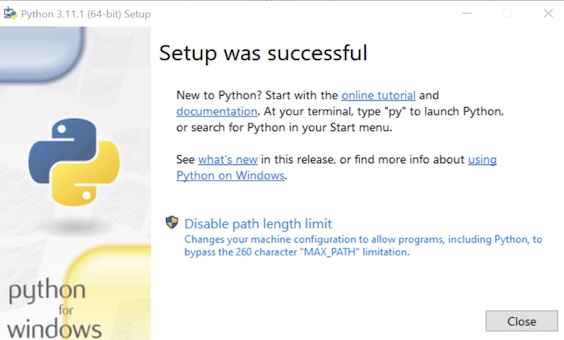 Python 3.11.1 (64-bit) Setup
Setup was successful
New to Python? Start with the online tutorial and
documentation. At your terminal, type "py" to launch Python,
or search for Python in your Start menu.
See what's new in this release, or find more info about using
Python on Windows.
Disable path length limit
Changes your machine configuration to allow programs, including Python, to
bypass the 260 character "MAX_PATH" limitation.
python
for
windows
Close